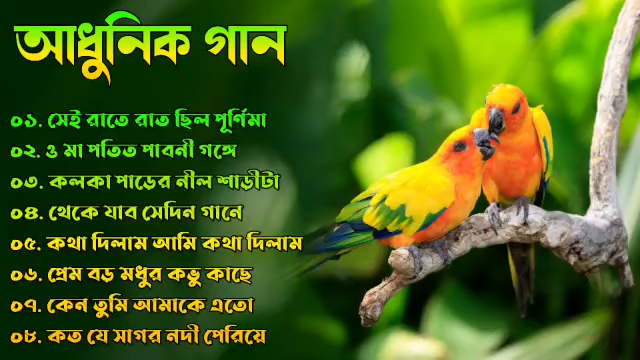 আধুনিক গান
০১. সেই রাতে রাত ছিল পূর্ণিমা
০২. ও মা পতিত পাবনী গঙ্গে
০৩. কলকা পাড়ের নীল শাড়ীটা
০৪. থেকে যাব সেদিন গানে
০৫. কথা দিলাম আমি কথা দিলাম
০৬. প্রেম বড় মধুর কভু কাছে
০৭. কেন তুমি আমাকে এতো
০৮. কত যে সাগর নদী পেরিয়ে